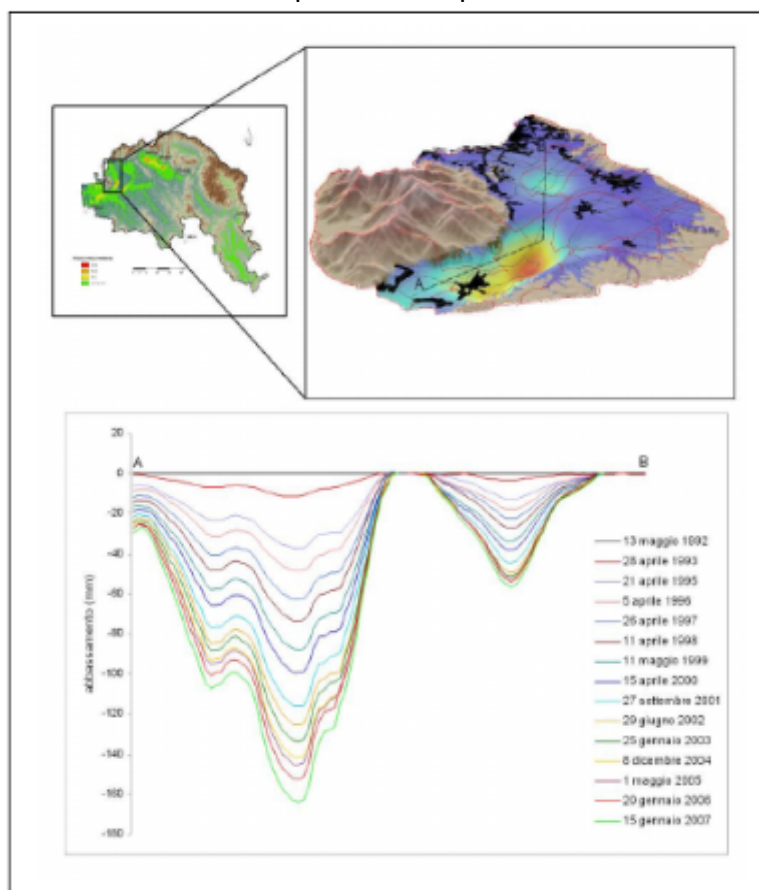 A
20
0
-20
-40
-60
-80
-100
-120
-140
-160
-180
abbassamento (mm)
A
B
13 maggio 1992
28 aprile 1993
21 aprile 1995
5 aprile 1996
26 aprile 1997
11 aprile 1998
11 maggio 1999
15 aprile 2000
27 settembre 2001
29 giugno 2002
25 gennaio 2003
8 dicembre 2004
1 maggio 2005
20 gennaio 2006
15 gennaio 2007